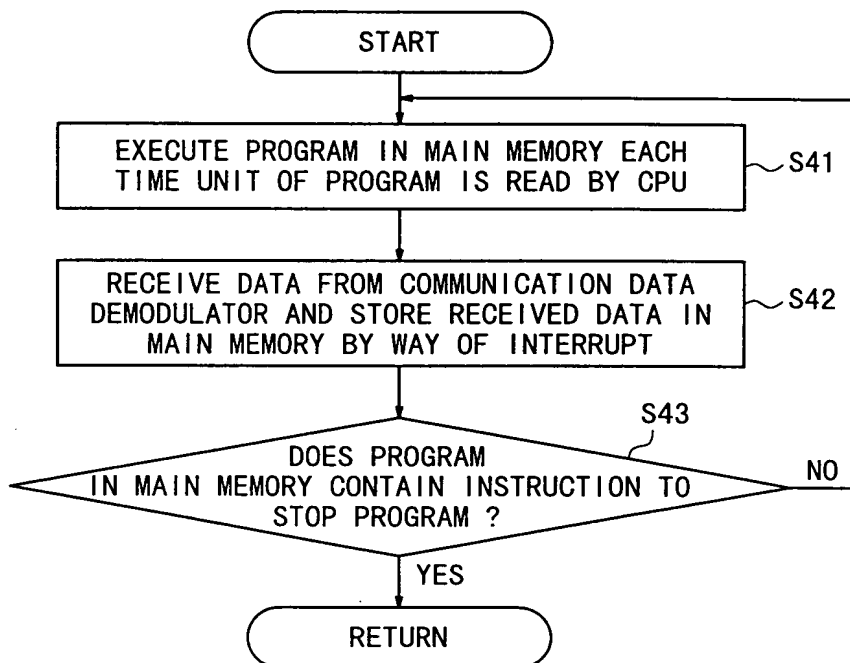 START
EXECUTE PROGRAM IN MAIN MEMORY EACH
TIME UNIT OF PROGRAM IS READ BY CPU
S41
RECEIVE DATA FROM COMMUNICATION DATA
DEMODULATOR AND STORE RECEIVED DATA IN
MAIN MEMORY BY WAY OF INTERRUPT
S42
S43
DOES PROGRAM
IN MAIN MEMORY CONTAIN INSTRUCTION TO
STOP PROGRAM ?
NO
YES
RETURN